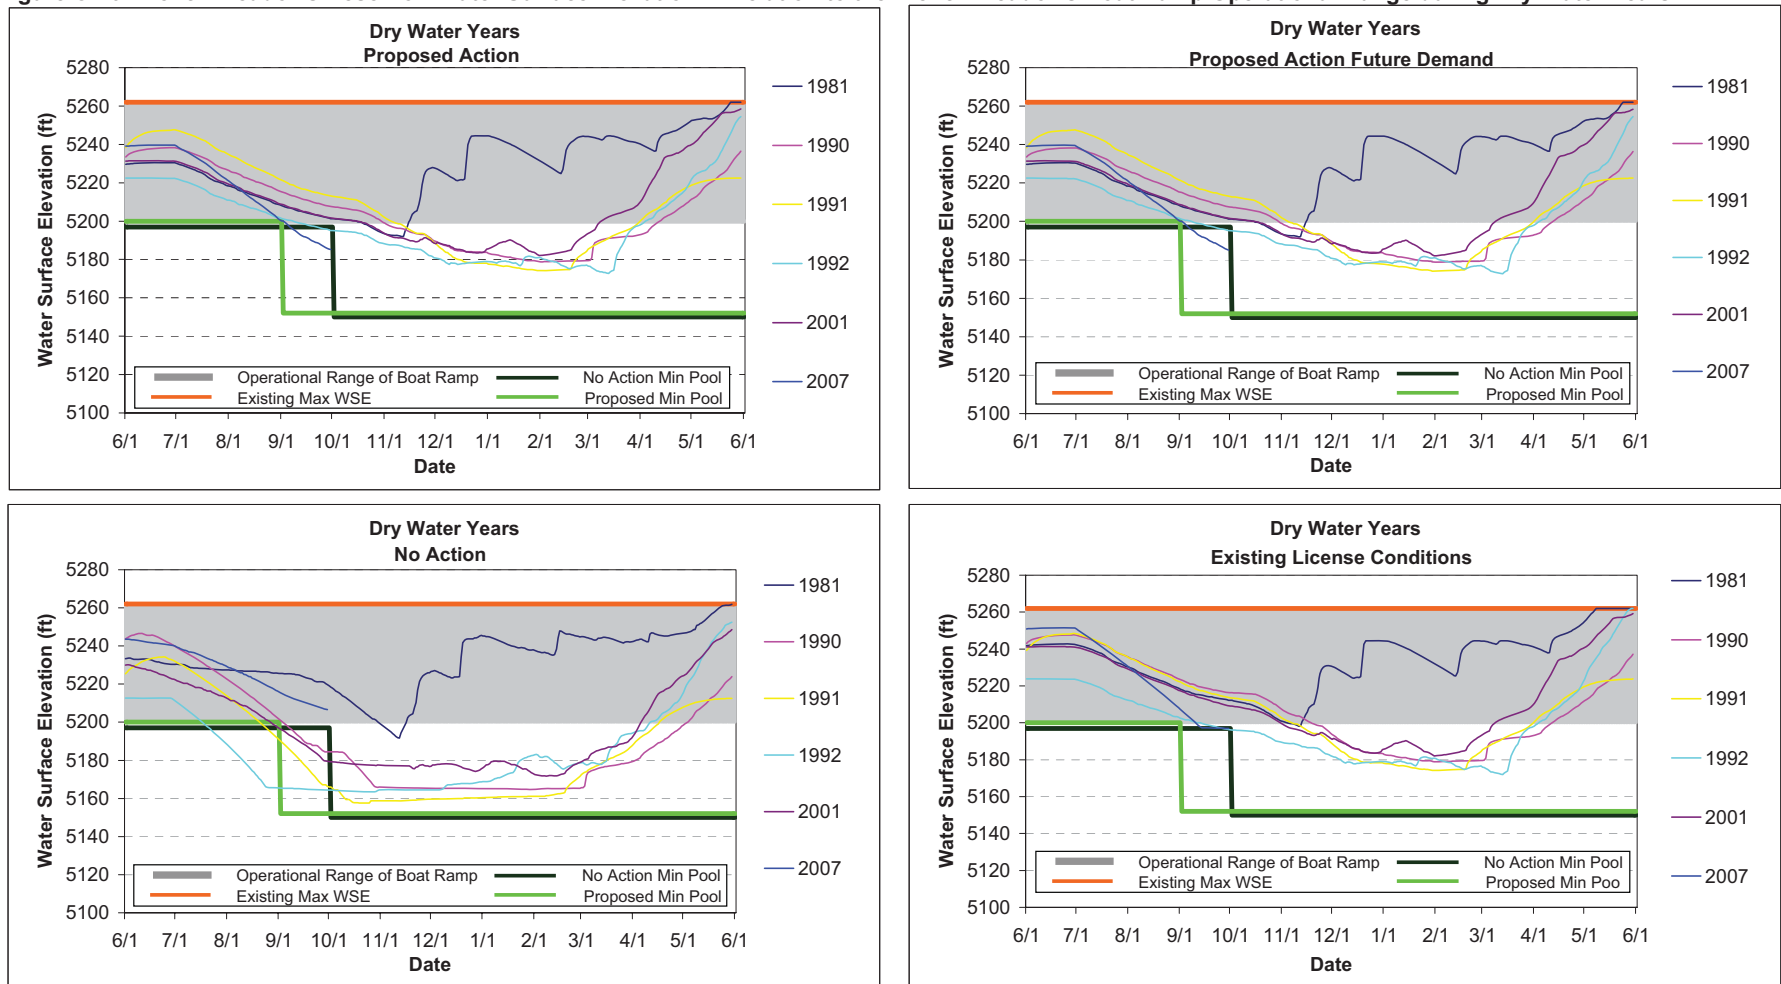 Dry Water Years
Proposed Action
Water Surface Elevation (ft)
5280
5260
5240
5220
5200
5180
5160
5140
5120
5100
6/1 7/1 8/1 9/1 10/1 11/1 12/1 1/1 2/1 3/1 4/1 5/1 6/1
Date
Operational Range of Boat Ramp No Action Min Pool
Existing Max WSE Proposed Min Pool
1981
1990
1991
1992
2001
2007
Dry Water Years
Proposed Action Future Demand
Water Surface Elevation (ft)
5280
5260
5240
5220
5200
5180
5160
5140
5120
5100
6/1 7/1 8/1 9/1 10/1 11/1 12/1 1/1 2/1 3/1 4/1 5/1 6/1
Date
Operational Range of Boat Ramp No Action Min Pool
Existing Max WSE Proposed Min Pool
1981
1990
1991
1992
2001
2007
Dry Water Years
No Action
Water Surface Elevation (ft)
5280
5260
5240
5220
5200
5180
5160
5140
5120
5100
6/1 7/1 8/1 9/1 10/1 11/1 12/1 1/1 2/1 3/1 4/1 5/1 6/1
Date
Operational Range of Boat Ramp No Action Min Pool
Existing Max WSE Proposed Min Pool
1981
1990
1991
1992
2001
2007
Dry Water Years
Existing License Conditions
Water Surface Elevation (ft)
5280
5260
5240
5220
5200
5180
5160
5140
5120
5100
6/1 7/1 8/1 9/1 10/1 11/1 12/1 1/1 2/1 3/1 4/1 5/1 6/1
Date
Operational Range of Boat Ramp No Action Min Pool
Existing Max WSE Proposed Min Poo
1981
1990
1991
1992
2001
2007